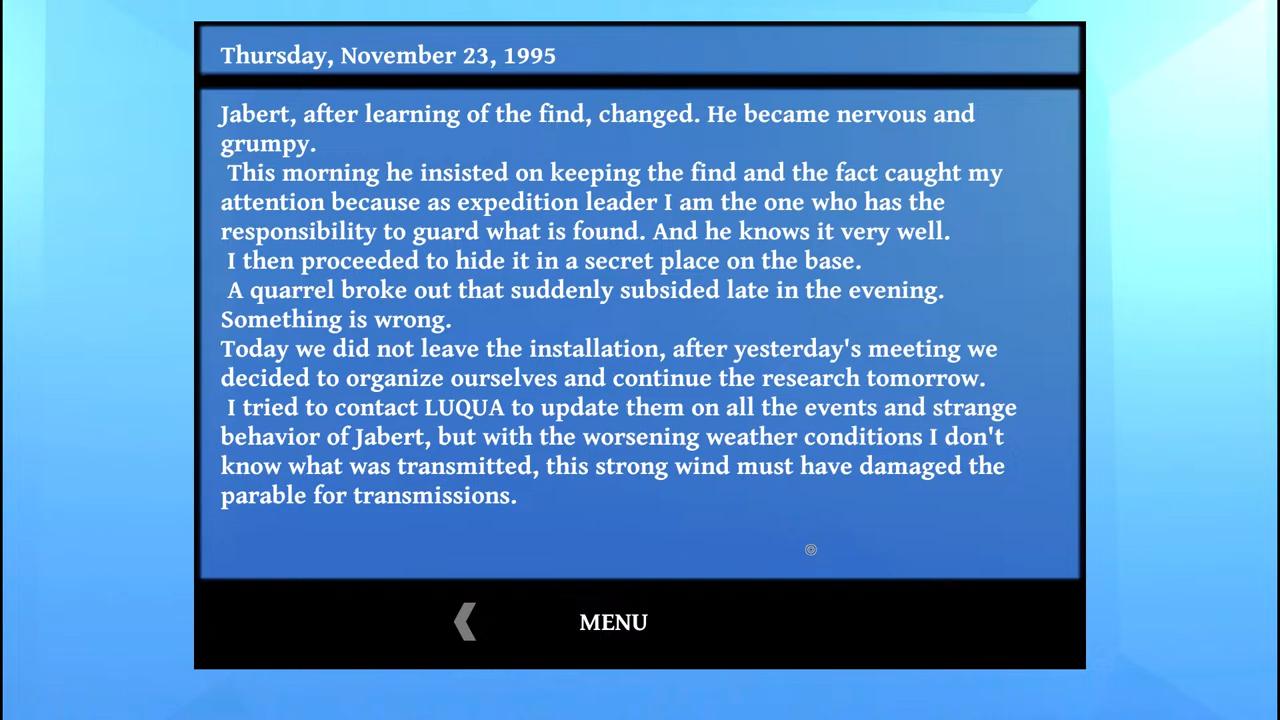 Thursday, November 23, 1995
Jabert, after learning of the find, changed. He became nervous and
grumpy.
This morning he insisted on keeping the find and the fact caught my
attention because as expedition leader I am the one who has the
responsibility to guard what is found. And he knows it very well.
I then proceeded to hide it in a secret place on the base.
A quarrel broke out that suddenly subsided late in the evening.
Something is wrong.
Today we did not leave the installation, after yesterday's meeting we
decided to organize ourselves and continue the research tomorrow.
I tried to contact LUQUA to update them on all the events and strange
behavior of Jabert, but with the worsening weather conditions I don't
know what was transmitted, this strong wind must have damaged the
parable for transmissions.
MENU